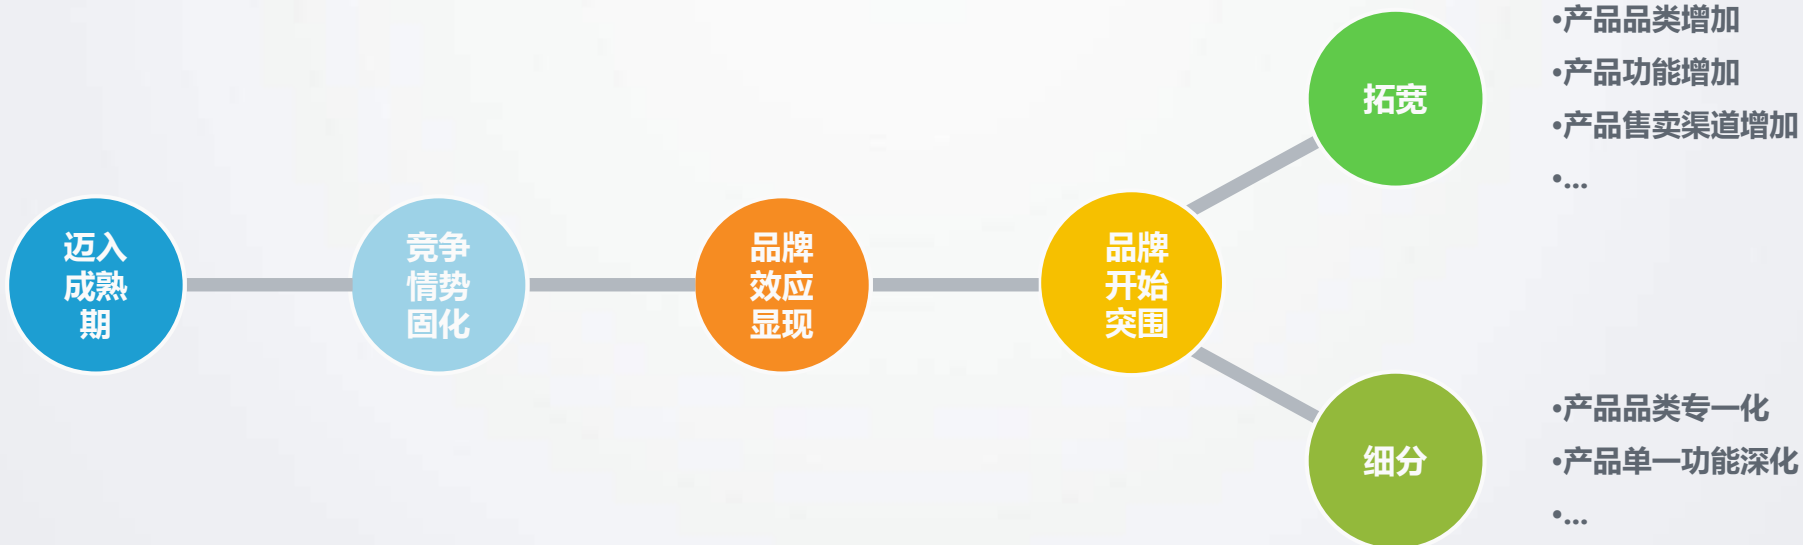 迈入
成熟
期
竞争
情势
固化
品牌
效应
显现
品牌
开始
突围
拓宽
•产品品类增加
•产品功能增加
•产品售卖渠道增加
•...
细分
•产品品类专一化
•产品单一功能深化
•...